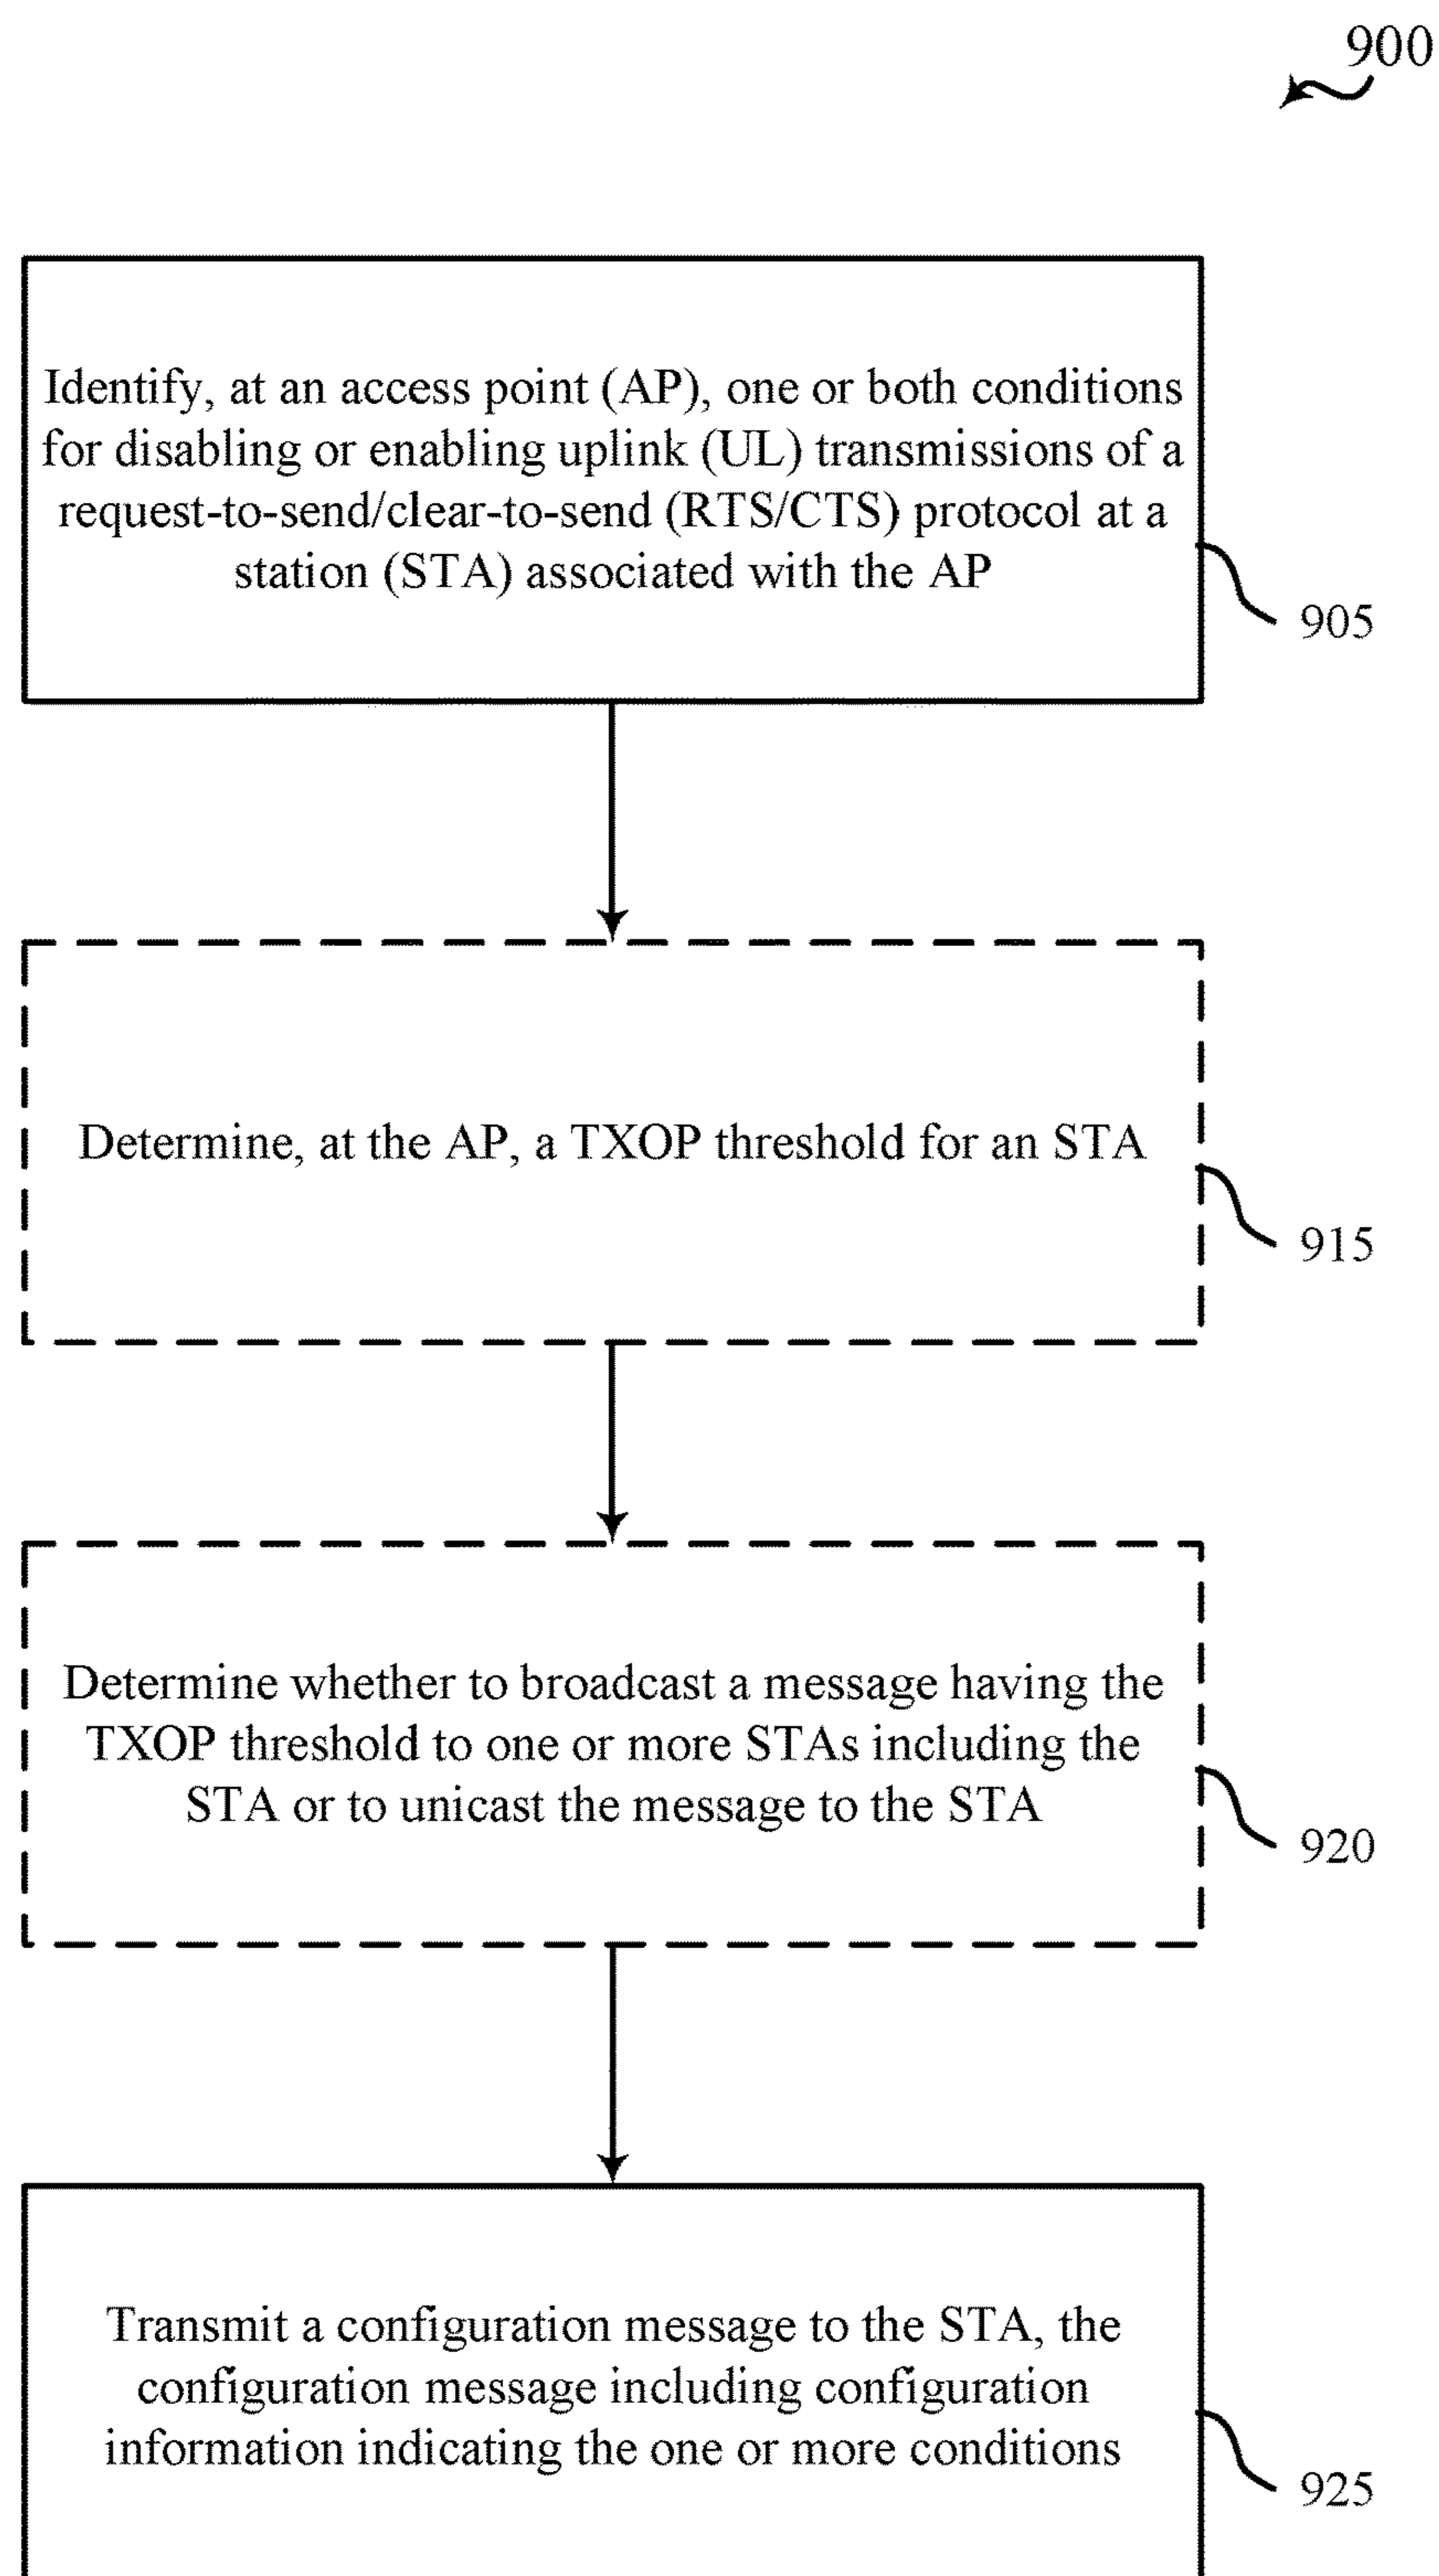 900
Identify, at an access point (AP), one or both conditions
for disabling or enabling uplink (UL) transmissions of a
request-to-send/clear-to-send (RTS/CTS) protocol at a
station (STA) associated with the AP
905
Determine, at the AP, a TXOP threshold for an STA
915
Determine whether to broadcast a message having the
TXOP threshold to one or more STAs including the
STA or to unicast the message to the STA
920
Transmit a configuration message to the STA, the
configuration message including configuration
information indicating the one or more conditions
925